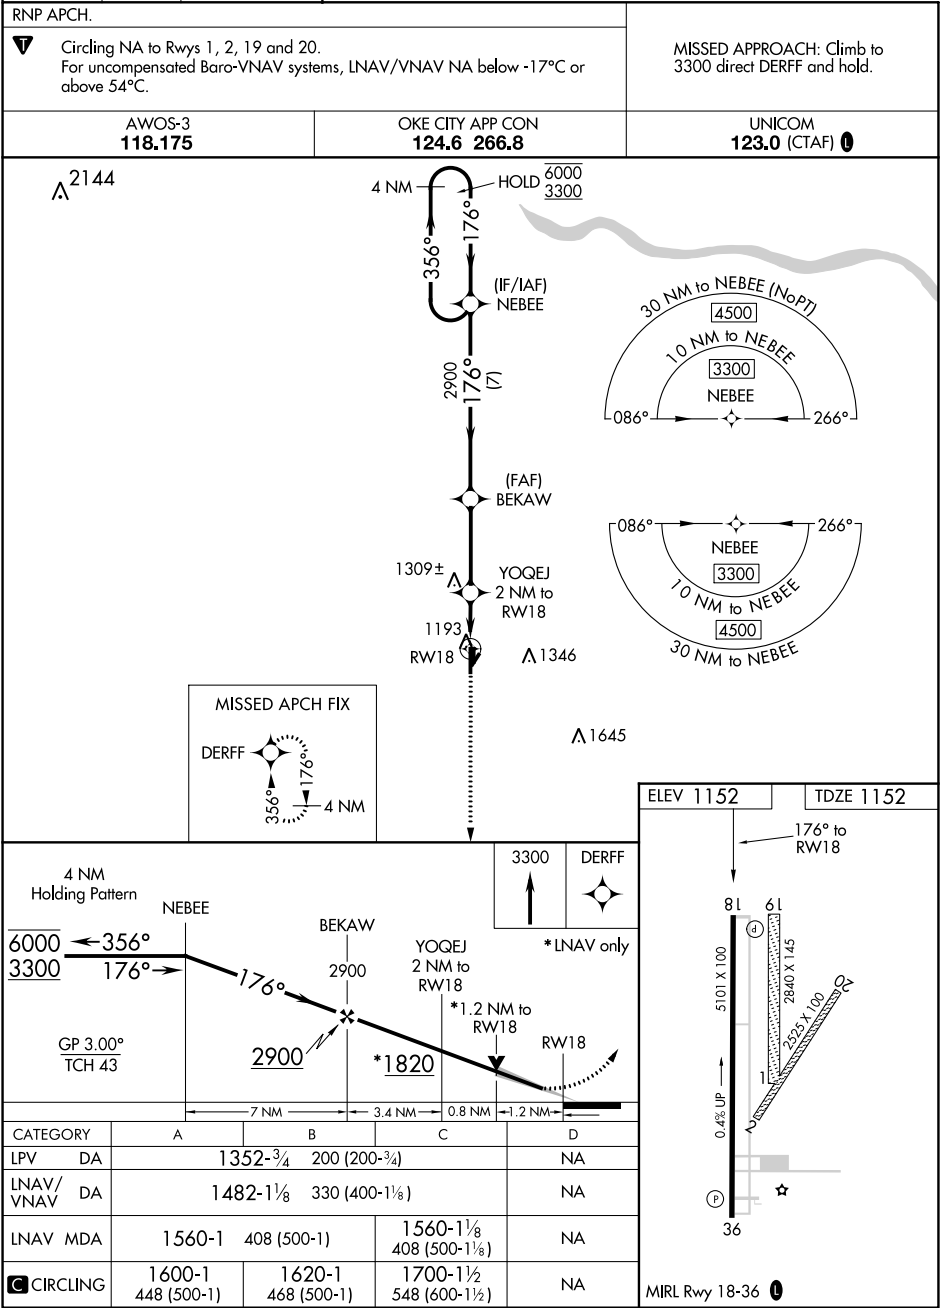 RNP APCH.
T
Circling NA to Rwys 1, 2, 19 and 20.
For uncompensated Baro-VNAV systems, LNAV/VNAV NA below -17°C or
above 54°C.
MISSED APPROACH: Climb to
3300 direct DERFF and hold.
AWOS-3
118.175
OKE CITY APP CON
124.6 266.8
UNICOM
123.0 (CTAF) L
2144
4 NM
HOLD
6000
3300
356°
176°
(IF/IAF)
NEBEE
2900
176°
(7)
(FAF)
BEKAW
1309±
YOQEJ
2 NM to
RW18
1193
RW18
1346
1645
30 NM to NEBEE (NoPT)
4500
10 NM to NEBEE
3300
NEBEE
086°
266°
086°
266°
NEBEE
3300
10 NM to NEBEE
4500
30 NM to NEBEE
MISSED APCH FIX
DERFF
356°
176°
4 NM
ELEV 1152
TDZE 1152
176° to
RW18
18
19
P
5101 X 100
2840 X 145
20
2525 X 100
1
0.4% UP
2
P
36
MIRL Rwy 18-36 L
4 NM
Holding Pattern
NEBEE
6000
3300
356°
176°
176°
BEKAW
2900
2900
YOQEJ
2 NM to
RW18
*1820
*1.2 NM to
RW18
RW18
3300
DERFF
*LNAV only
GP 3.00°
TCH 43
7 NM
3.4 NM
0.8 NM
1.2 NM
CATEGORY A B C D
LPV DA 1352-¾ 200 (200-¾) NA
LNAV/
VNAV DA 1482-1⅛ 330 (400-1⅛) NA
LNAV MDA 1560-1 408 (500-1) 1560-1⅛
408 (500-1⅛) NA
C CIRCLING 1600-1
448 (500-1) 1620-1
468 (500-1) 1700-1½
548 (600-1½) NA